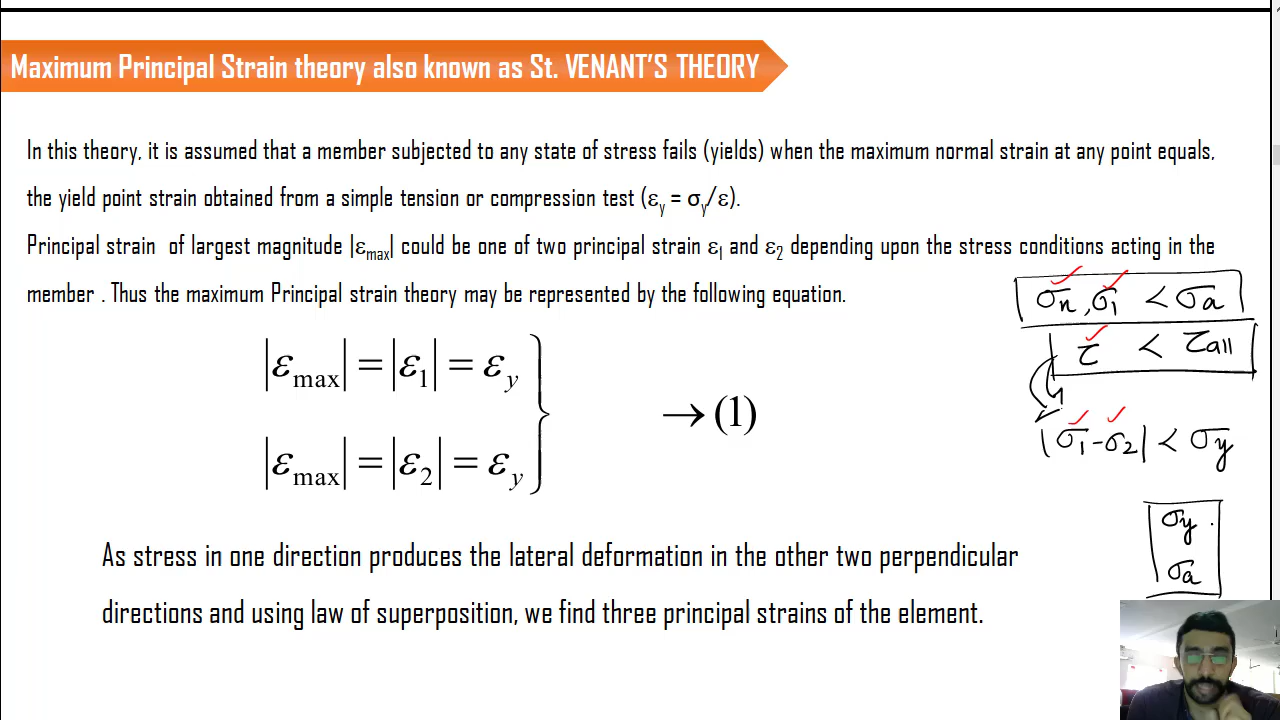 Maximum Principal Strain theory also known as St. VENANT'S THEORY
In this theory, it is assumed that a member subjected to any state of stress fails (yields) when the maximum normal strain at any point equals,
the yield point strain obtained from a simple tension or compression test (εy = σy/ε).
Principal strain of largest magnitude |εmax| could be one of two principal strain ε1 and ε2 depending upon the stress conditions acting in the
member . Thus the maximum Principal strain theory may be represented by the following equation.
σn, σ1 < σa
τ < τall
|εmax| = |ε1| = εy
→ (1)
|σ1-σ2| < σy
|εmax| = |ε2| = εy
σy
σa
As stress in one direction produces the lateral deformation in the other two perpendicular
directions and using law of superposition, we find three principal strains of the element.